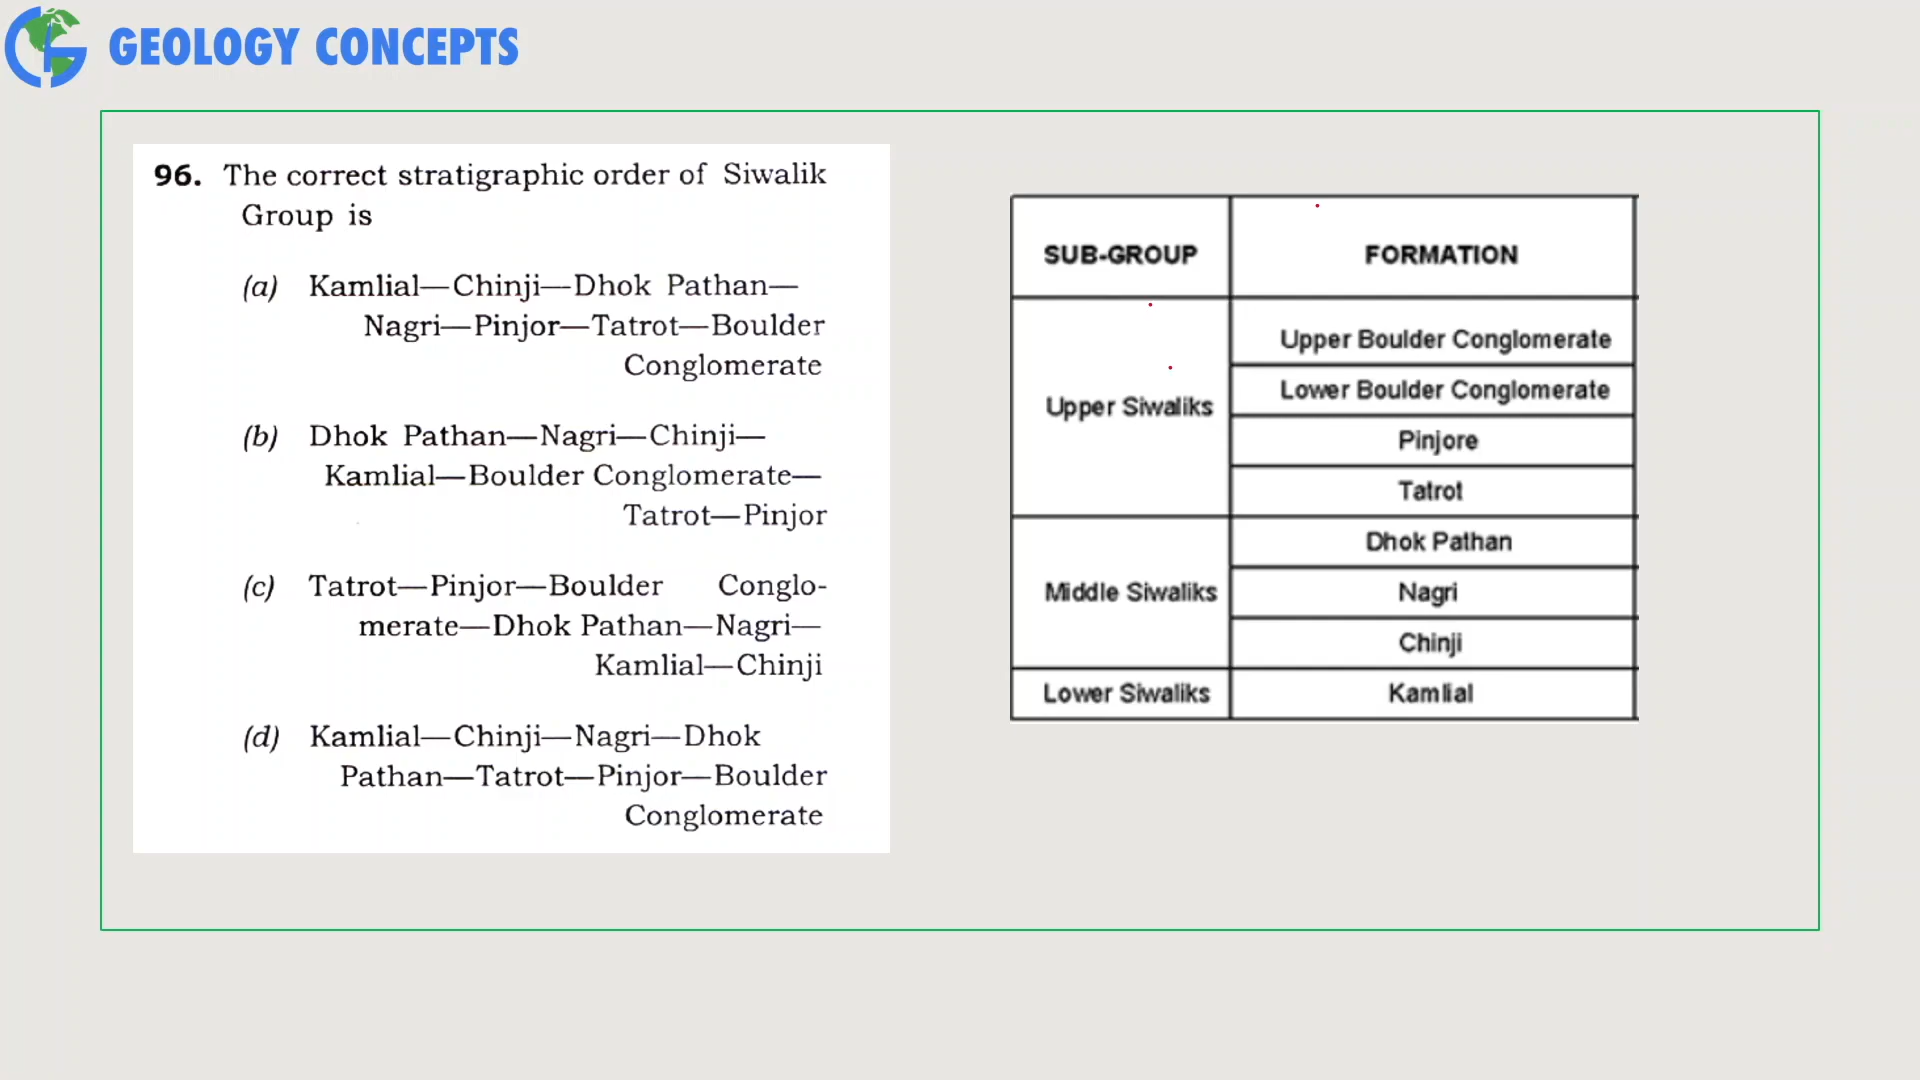 GEOLOGY CONCEPTS
96. The correct stratigraphic order of Siwalik
Group is
(a) Kamlial—Chinji—Dhok Pathan—
Nagri—Pinjor—Tatrot—Boulder
Conglomerate
(b) Dhok Pathan—Nagri—Chinji—
Kamlial—Boulder Conglomerate—
Tatrot—Pinjor
(c) Tatrot—Pinjor—Boulder Conglo-
merate—Dhok Pathan—Nagri—
Kamlial—Chinji
(d) Kamlial—Chinji—Nagri—Dhok
Pathan—Tatrot—Pinjor—Boulder
Conglomerate
SUB-GROUP FORMATION
Upper Boulder Conglomerate
Lower Boulder Conglomerate
Upper Siwaliks
Pinjore
Tatrot
Dhok Pathan
Middle Siwaliks Nagri
Chinji
Lower Siwaliks Kamlial